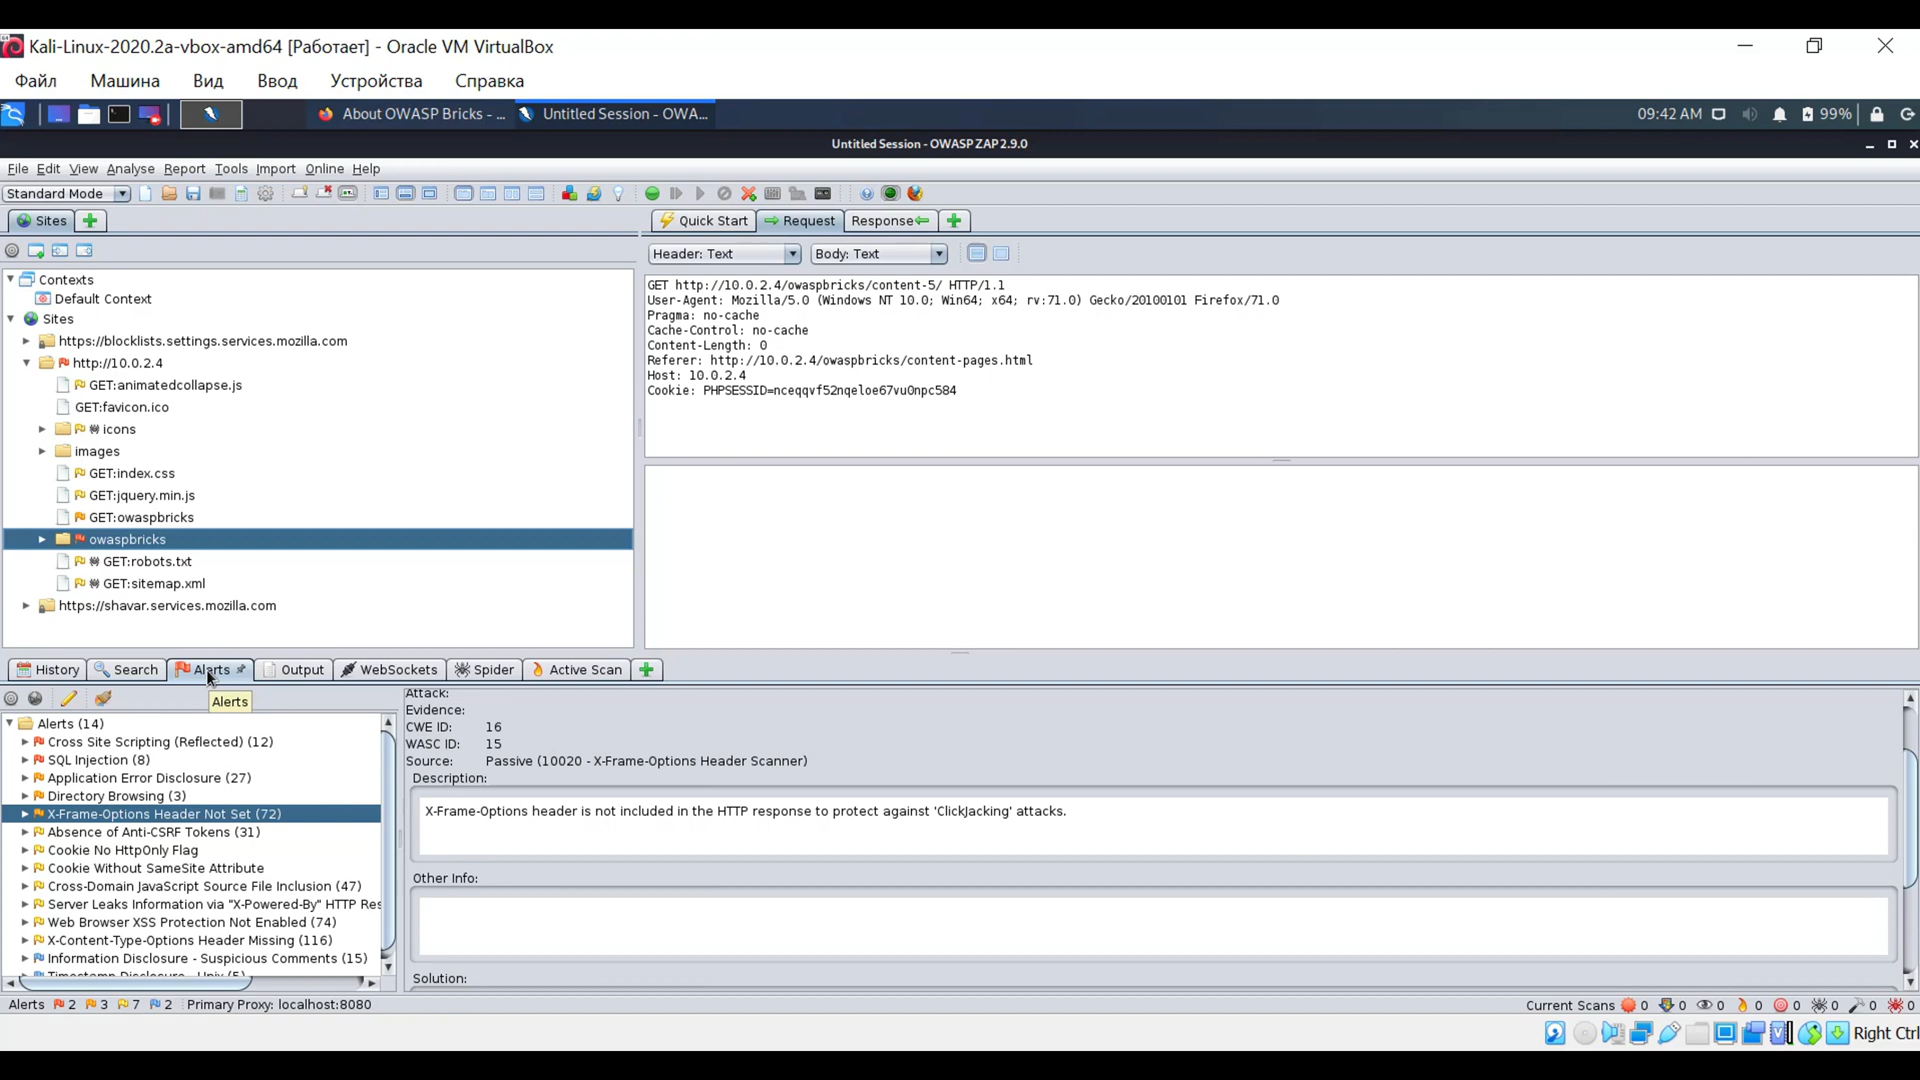 Kali-Linux-2020.2a-vbox-amd64 [Работает] - Oracle VM VirtualBox
Файл Машина Вид Ввод Устройства Справка
About OWASP Bricks - ... Untitled Session - OWA... 09:42 AM 99%
Untitled Session - OWASP ZAP 2.9.0
File Edit View Analyse Report Tools Import Online Help
Standard Mode
Sites
Quick Start Request Response
Header: Text Body: Text
Contexts
Default Context
Sites
https://blocklists.settings.services.mozilla.com
http://10.0.2.4
GET:animatedcollapse.js
GET:favicon.ico
icons
images
GET:index.css
GET:jquery.min.js
GET:owaspbricks
owaspbricks
GET:robots.txt
GET:sitemap.xml
https://shavar.services.mozilla.com
GET http://10.0.2.4/owaspbricks/content-5/ HTTP/1.1
User-Agent: Mozilla/5.0 (Windows NT 10.0; Win64; x64; rv:71.0) Gecko/20100101 Firefox/71.0
Pragma: no-cache
Cache-Control: no-cache
Content-Length: 0
Referer: http://10.0.2.4/owaspbricks/content-pages.html
Host: 10.0.2.4
Cookie: PHPSESSID=nceqqvf52nqeloe67vu0npc584
History Search Alerts Output WebSockets Spider Active Scan
Alerts
Alerts (14)
Cross Site Scripting (Reflected) (12)
SQL Injection (8)
Application Error Disclosure (27)
Directory Browsing (3)
X-Frame-Options Header Not Set (72)
Absence of Anti-CSRF Tokens (31)
Cookie No HttpOnly Flag
Cookie Without SameSite Attribute
Cross-Domain JavaScript Source File Inclusion (47)
Server Leaks Information via "X-Powered-By" HTTP Res
Web Browser XSS Protection Not Enabled (74)
X-Content-Type-Options Header Missing (116)
Information Disclosure - Suspicious Comments (15)
Timestamp Disclosure - Unix (5)
Attack:
Evidence:
CWE ID: 16
WASC ID: 15
Source: Passive (10020 - X-Frame-Options Header Scanner)
Description:
X-Frame-Options header is not included in the HTTP response to protect against 'ClickJacking' attacks.
Other Info:
Solution:
Alerts 2 3 7 2 Primary Proxy: localhost:8080
Current Scans 0 0 0 0 0 0 0 0
Right Ctrl